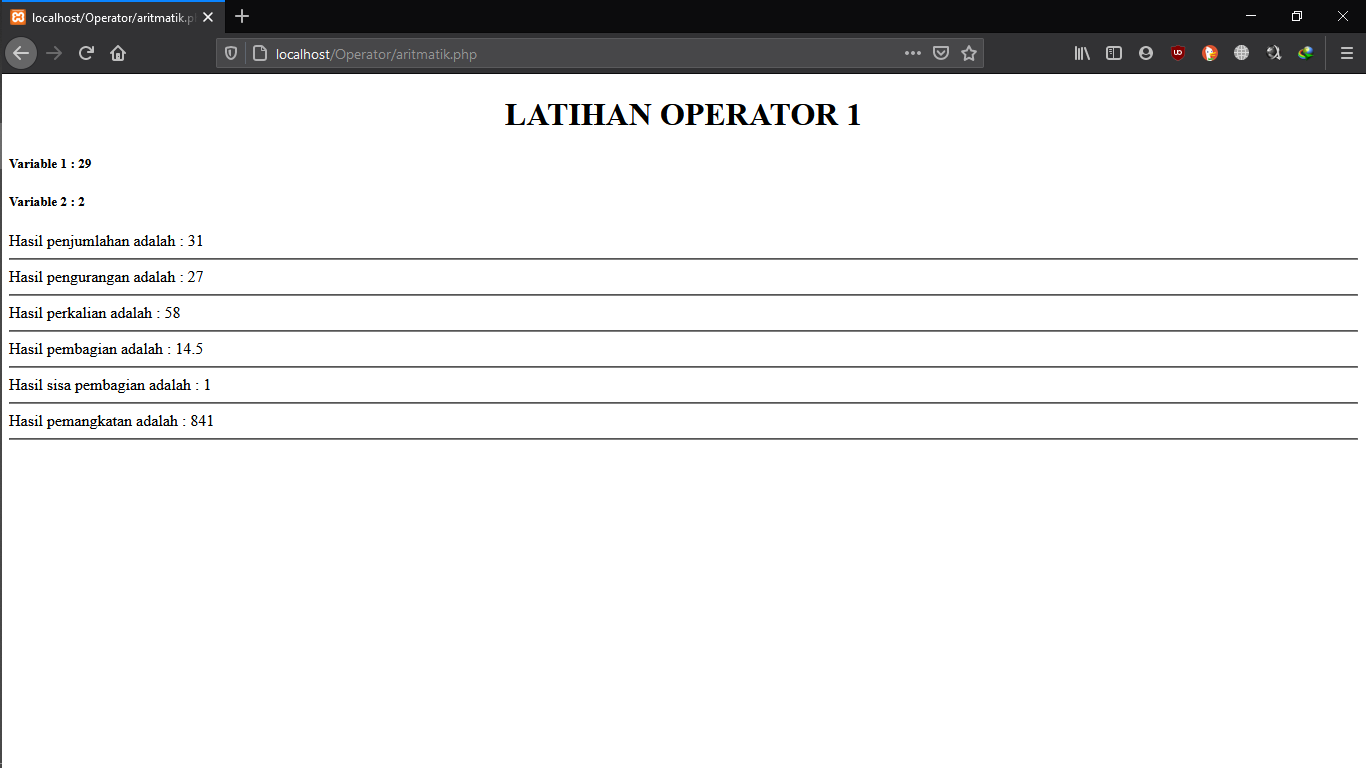 localhost/Operator/aritmatik.p
localhost/Operator/aritmatik.php
LATIHAN OPERATOR 1
Variable 1 : 29
Variable 2 : 2
Hasil penjumlahan adalah : 31
Hasil pengurangan adalah : 27
Hasil perkalian adalah : 58
Hasil pembagian adalah : 14.5
Hasil sisa pembagian adalah : 1
Hasil pemangkatan adalah : 841